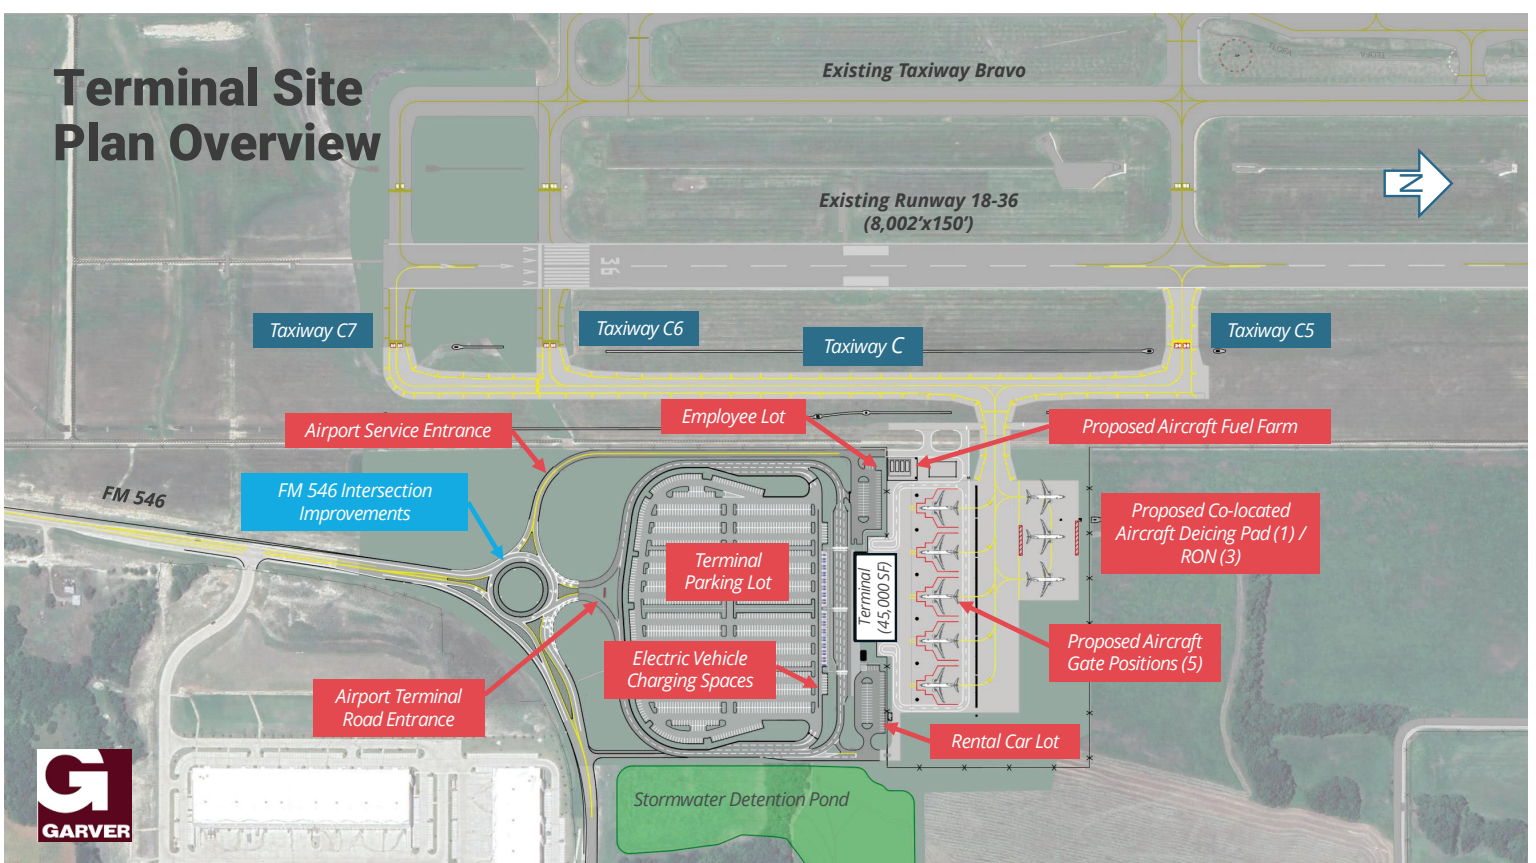 Terminal Site
Plan Overview
Existing Taxiway Bravo
Existing Runway 18-36
(8,002'x150')
N
36
Taxiway C7
Taxiway C6
Taxiway C
Taxiway C5
Airport Service Entrance
Employee Lot
Proposed Aircraft Fuel Farm
FM 546
FM 546 Intersection
Improvements
Proposed Co-located
Aircraft Deicing Pad (1) /
RON (3)
Terminal
Parking Lot
Terminal
(45,000 SF)
Proposed Aircraft
Gate Positions (5)
Electric Vehicle
Charging Spaces
Airport Terminal
Road Entrance
Rental Car Lot
Stormwater Detention Pond
G
GARVER